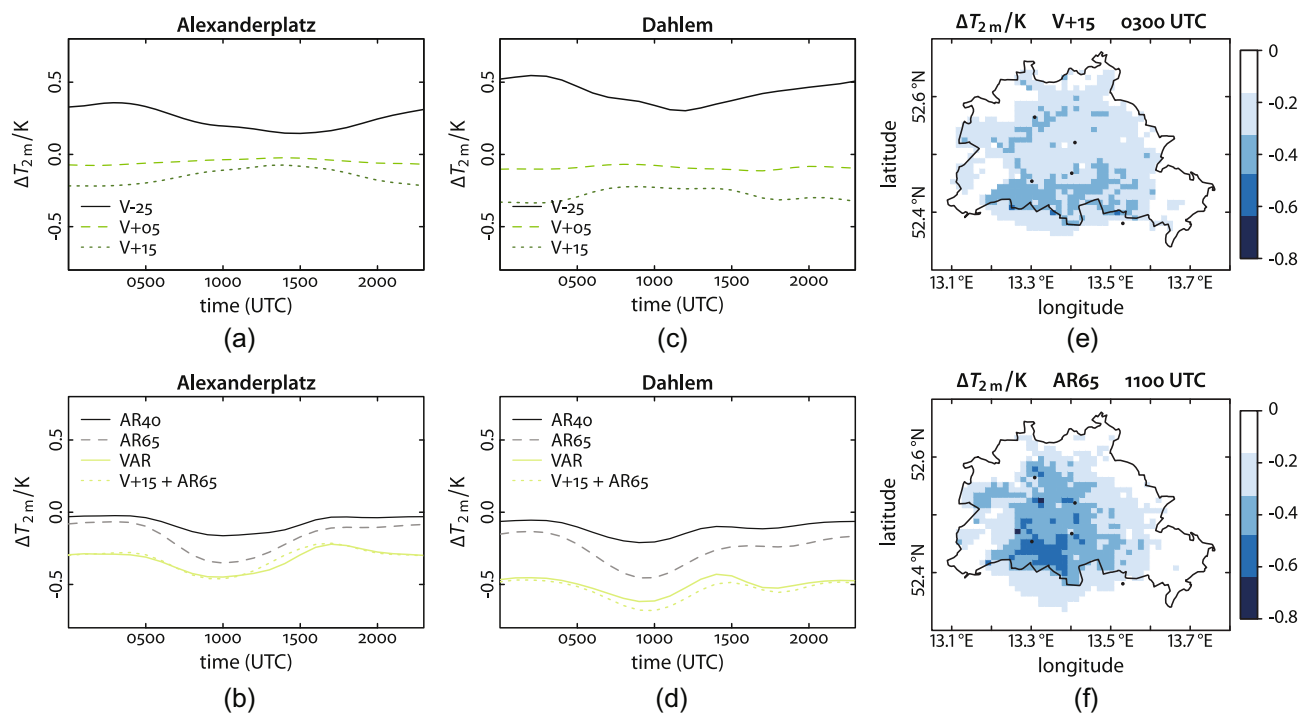 Alexanderplatz
0.5
0.0
-0.5
ΔT2 m/K
V-25
V+05
V+15
0500 1000 1500 2000
time (UTC)
(a)
Dahlem
0.5
0.0
-0.5
ΔT2 m/K
V-25
V+05
V+15
0500 1000 1500 2000
time (UTC)
(c)
ΔT2 m/K V+15 0300 UTC
52.6 °N
52.4 °N
latitude
13.1 °E 13.3 °E 13.5 °E 13.7 °E
longitude
0
-0.2
-0.4
-0.6
-0.8
(e)
Alexanderplatz
AR40
AR65
VAR
V+15 + AR65
0.5
0.0
-0.5
ΔT2 m/K
0500 1000 1500 2000
time (UTC)
(b)
Dahlem
AR40
AR65
VAR
V+15 + AR65
0.5
0.0
-0.5
ΔT2 m/K
0500 1000 1500 2000
time (UTC)
(d)
ΔT2 m/K AR65 1100 UTC
52.6 °N
52.4 °N
latitude
13.1 °E 13.3 °E 13.5 °E 13.7 °E
longitude
0
-0.2
-0.4
-0.6
-0.8
(f)